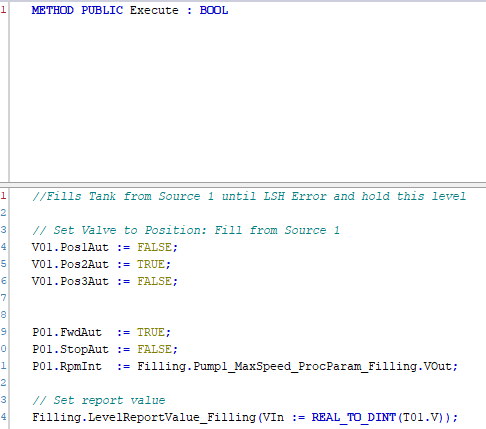 1 METHOD PUBLIC Execute : BOOL
1 //Fills Tank from Source 1 until LSH Error and hold this level
2
3 // Set Valve to Position: Fill from Source 1
4 V01.Pos1Aut := FALSE;
5 V01.Pos2Aut := TRUE;
6 V01.Pos3Aut := FALSE;
7
8
9 P01.FwdAut  := TRUE;
0 P01.StopAut := FALSE;
1 P01.RpmInt  := Filling.Pump1_MaxSpeed_ProcParam_Filling.VOut;
2
3 // Set report value
4 Filling.LevelReportValue_Filling(VIn := REAL_TO_DINT(T01.V));